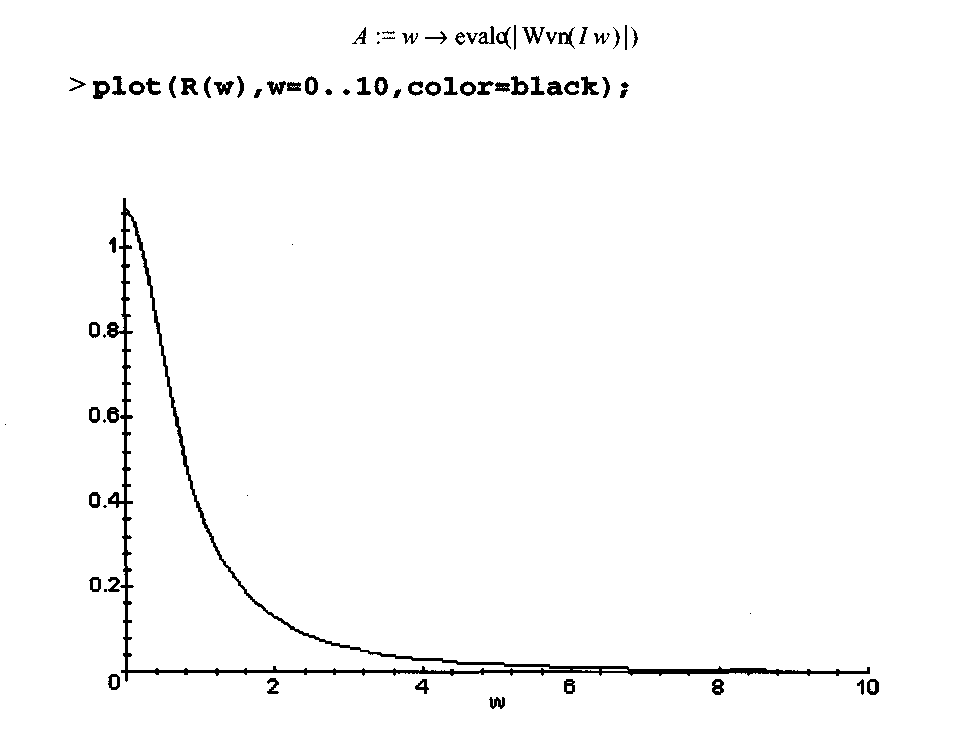 A := w → evalc(| Wvn(I w) |)
> plot(R(w),w=0..10,color=black);
1
0.8
0.6
0.4
0.2
0 2 4 6 8 10
w